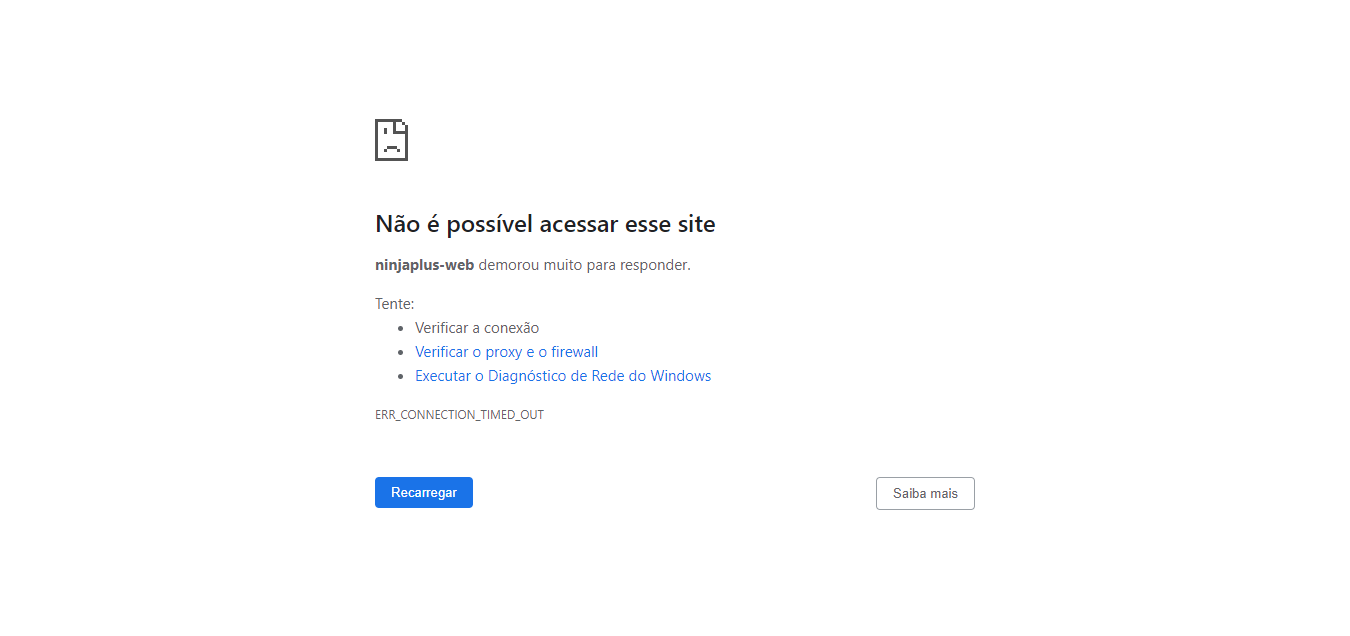 Não é possível acessar esse site
ninjaplus-web demorou muito para responder.
Tente:
Verificar a conexão
Verificar o proxy e o firewall
Executar o Diagnóstico de Rede do Windows
ERR_CONNECTION_TIMED_OUT
Recarregar
Saiba mais